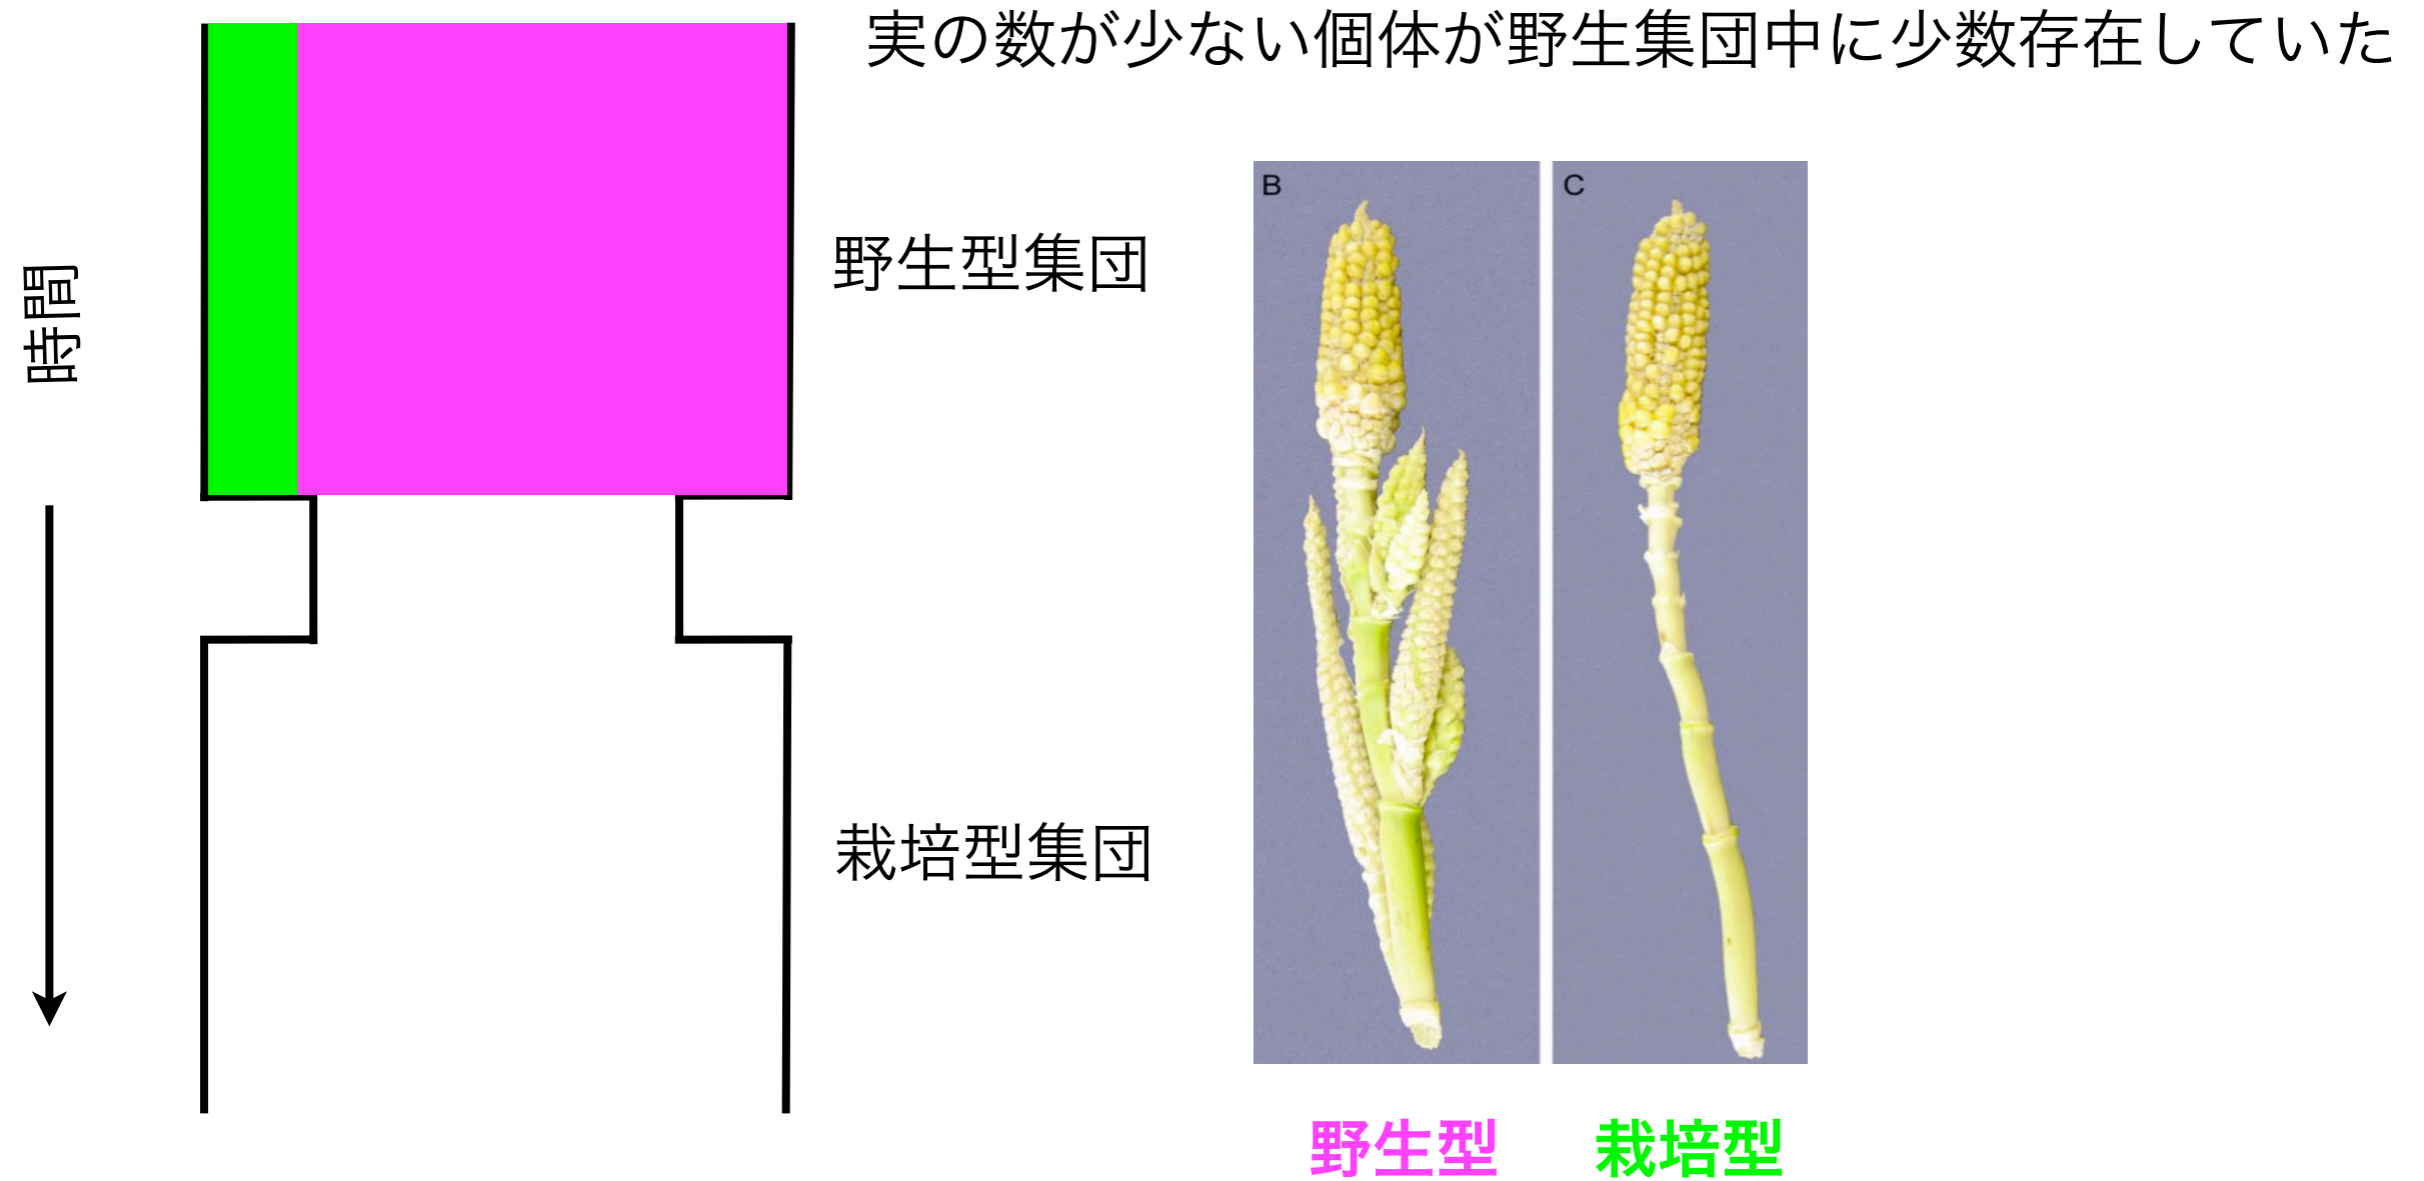 実の数が少ない個体が野生集団中に少数存在していた
時間
野生型集団
B
C
栽培型集団
野生型
栽培型